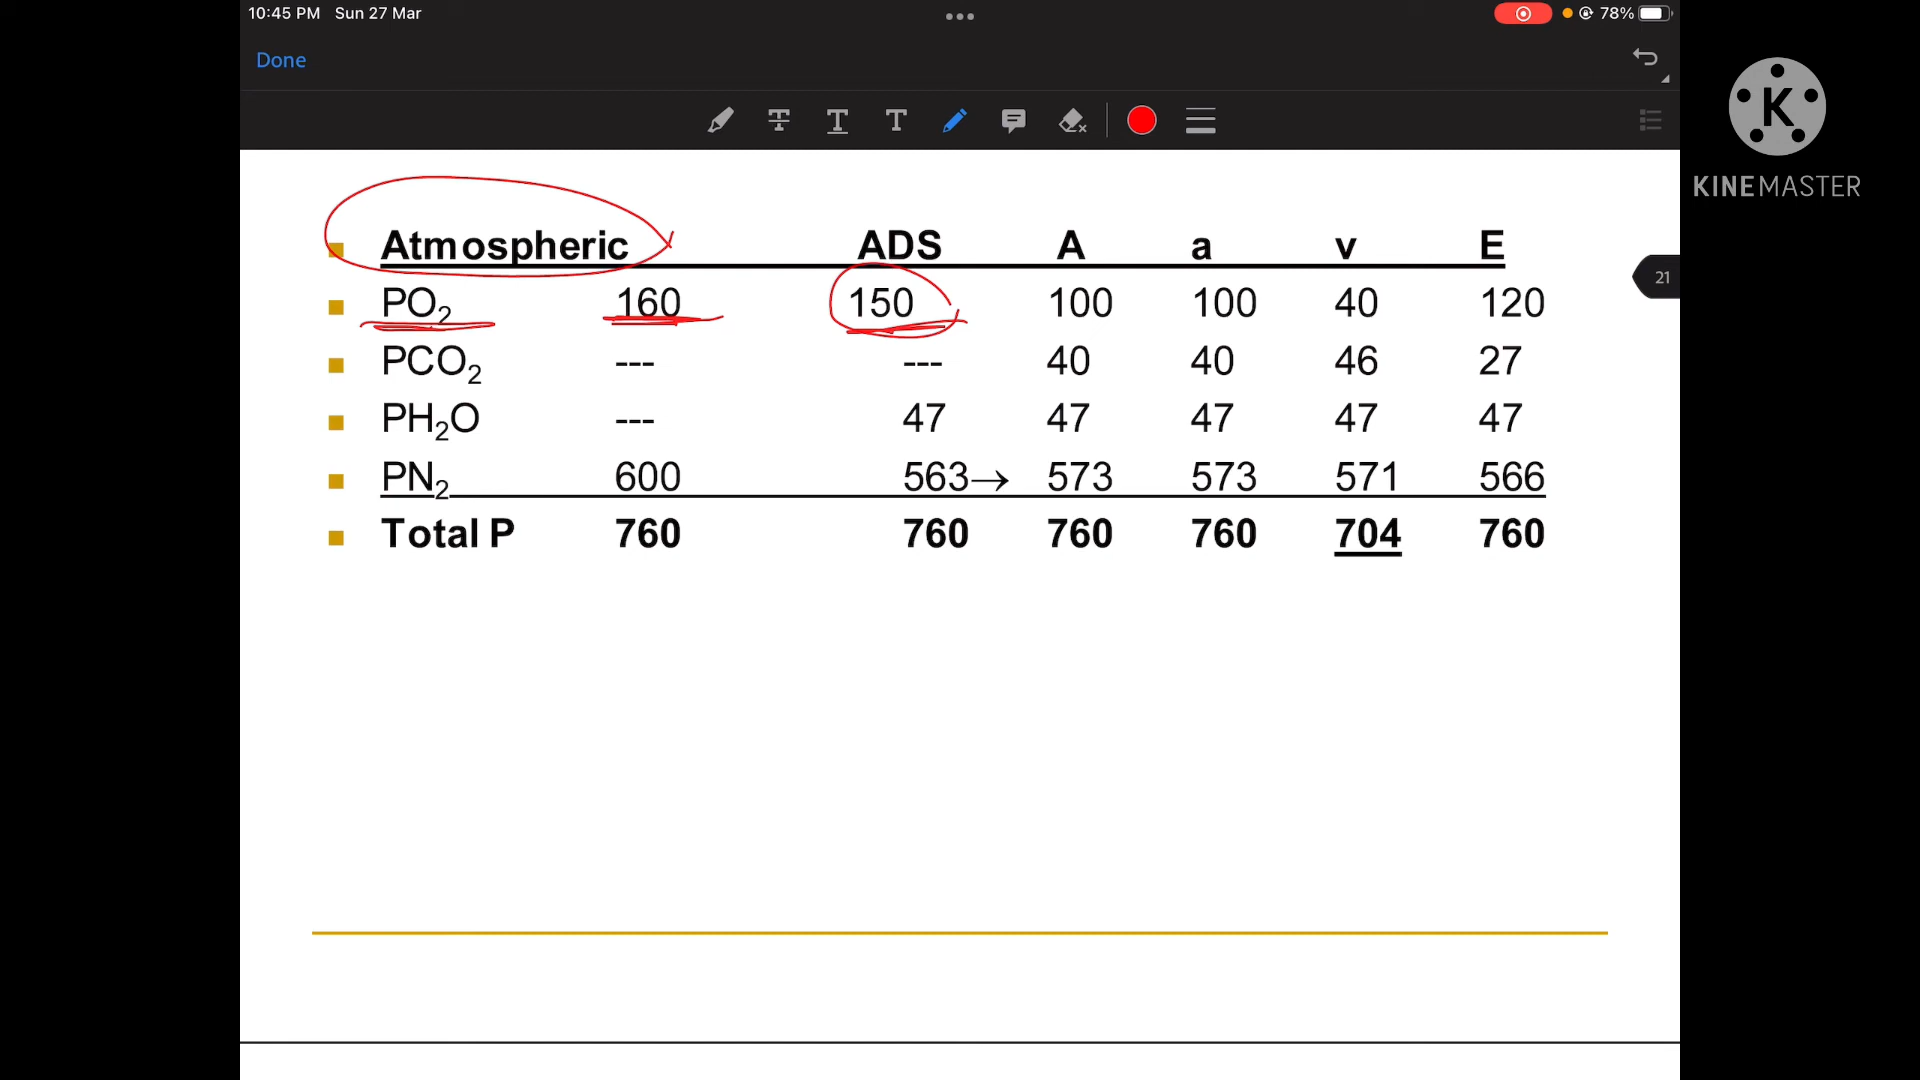 10:45 PM Sun 27 Mar 78%
Done
K
KINEMASTER
21
Atmospheric ADS A a v E
PO₂ 160 150 100 100 40 120
PCO₂ --- --- 40 40 46 27
PH₂O --- 47 47 47 47 47
PN₂ 600 563→ 573 573 571 566
Total P 760 760 760 760 704 760